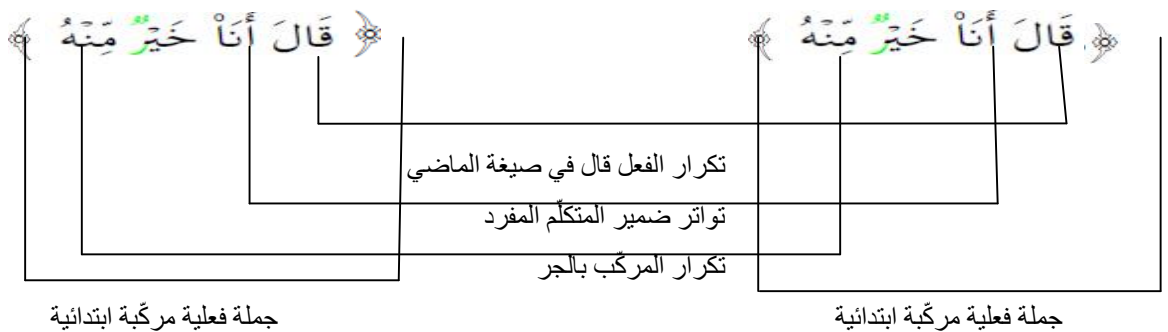 ﴿ قَالَ أَنَا۠ خَيْرٌ مِّنْهُ ﴾ ﴿ قَالَ أَنَا۠ خَيْرٌ مِّنْهُ ﴾
تكرار الفعل قال في صيغة الماضي
تواتر ضمير المتكلّم المفرد
تكرار المركّب بالجر
جملة فعلية مركّبة ابتدائية جملة فعلية مركّبة ابتدائية